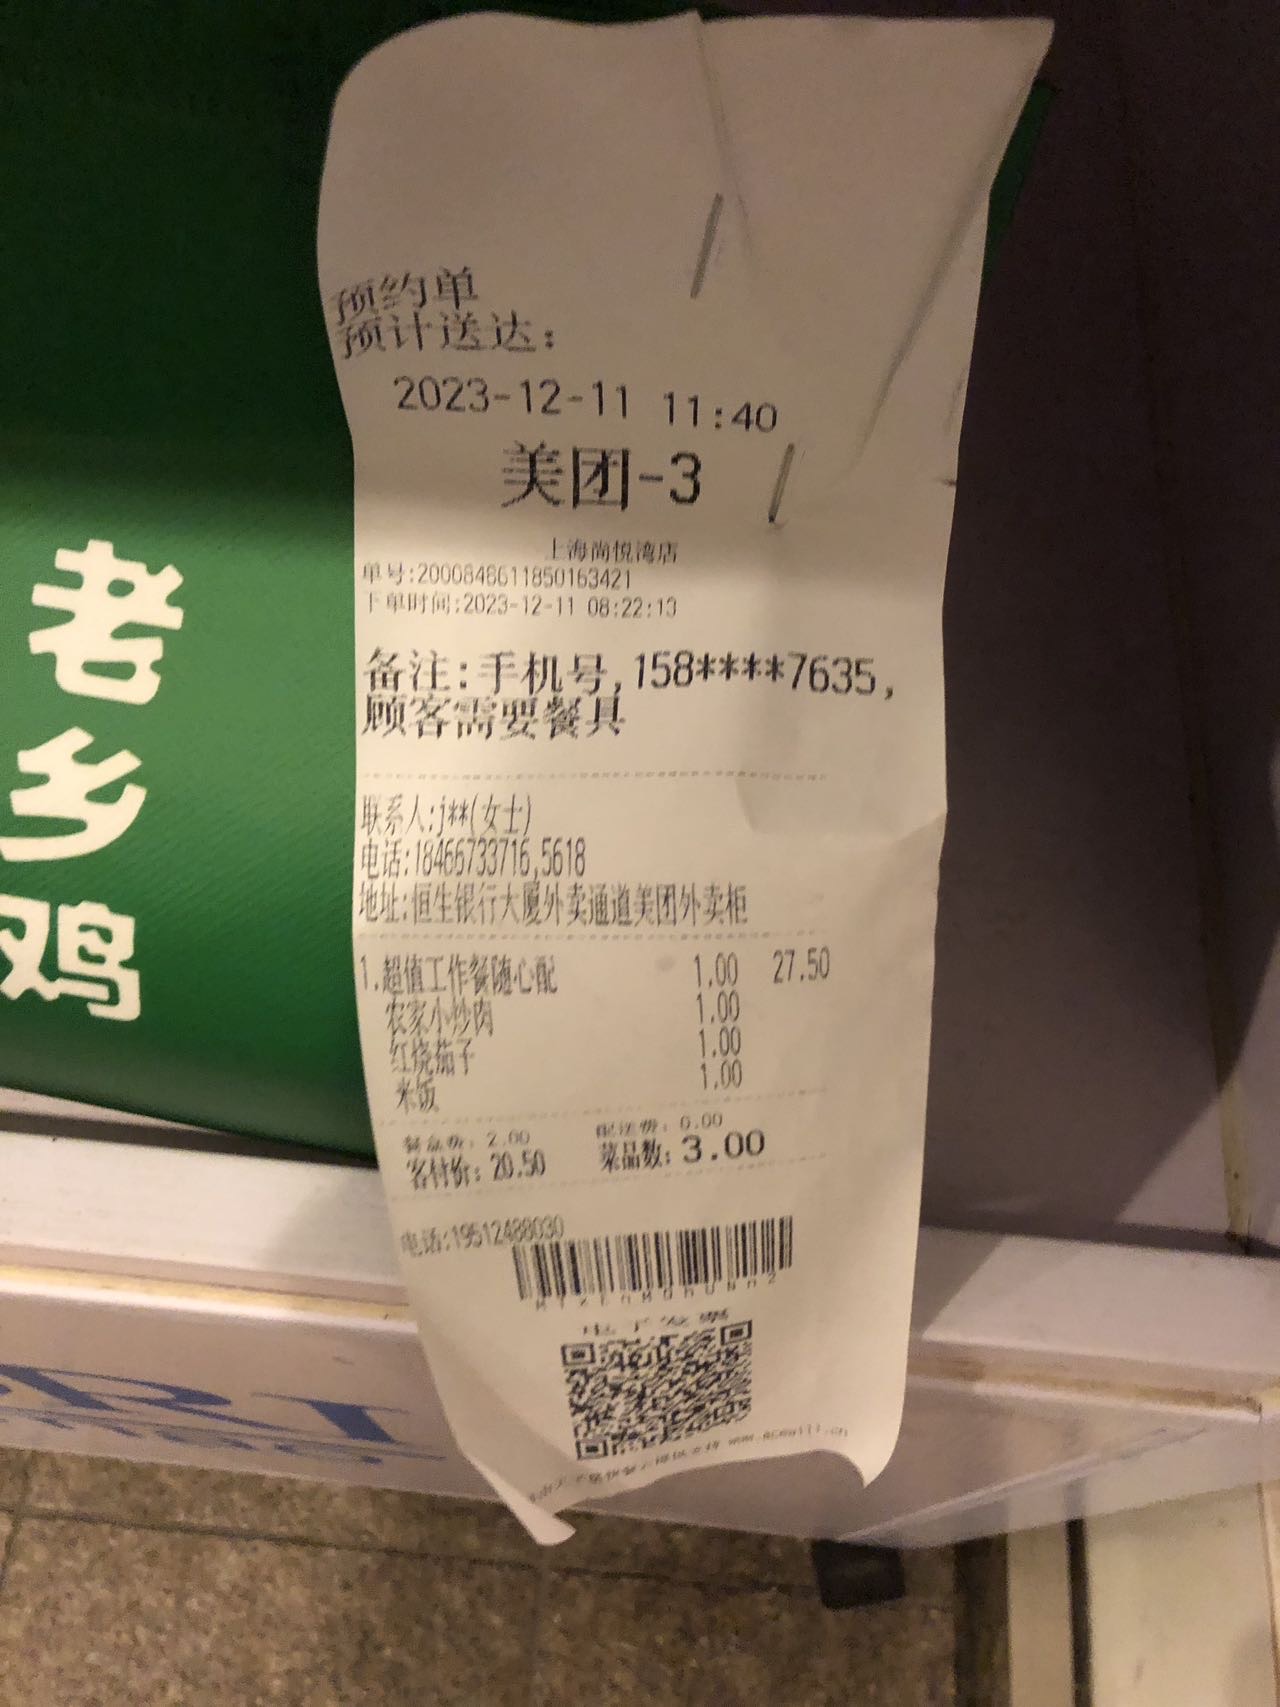 老乡鸡
预约单
预计送达:
2023-12-11 11:40
美团-3
上海尚悦湾店
单号:2000846611850163421
下单时间:2023-12-11 08:22:13
备注:手机号,158****7635,
顾客需要餐具
联系人:j**(女士)
电话:18466733716,5618
地址:恒生银行大厦外卖通道美团外卖柜
1.超值工作餐随心配 1.00 27.50
农家小炒肉 1.00
红烧茄子 1.00
米饭 1.00
餐盒费: 2.00 配送费: 0.00
客付价: 20.50 菜品数: 3.00
电话:19512488030
电子发票